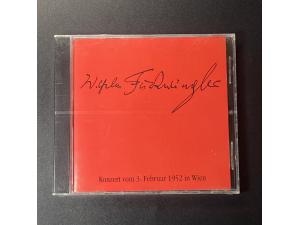 Wilhelm Furtwängler
Konzert vom 3. Februar 1952 in Wien